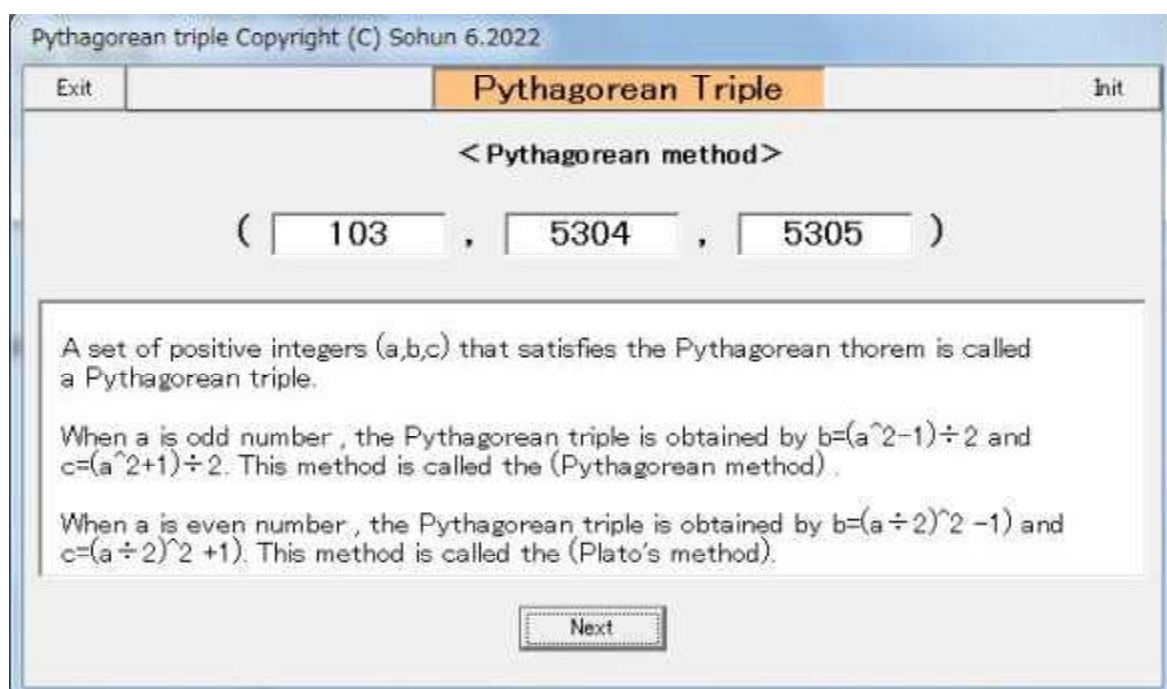 Pythagorean triple Copyright (C) Sohun 6.2022
Exit Pythagorean Triple Init
<Pythagorean method>
( 103 , 5304 , 5305 )
A set of positive integers (a,b,c) that satisfies the Pythagorean thorem is called
a Pythagorean triple.
When a is odd number , the Pythagorean triple is obtained by b=(a^2-1)÷2 and
c=(a^2+1)÷2. This method is called the (Pythagorean method) .
When a is even number , the Pythagorean triple is obtained by b=(a÷2)^2 -1) and
c=(a÷2)^2 +1). This method is called the (Plato's method).
Next